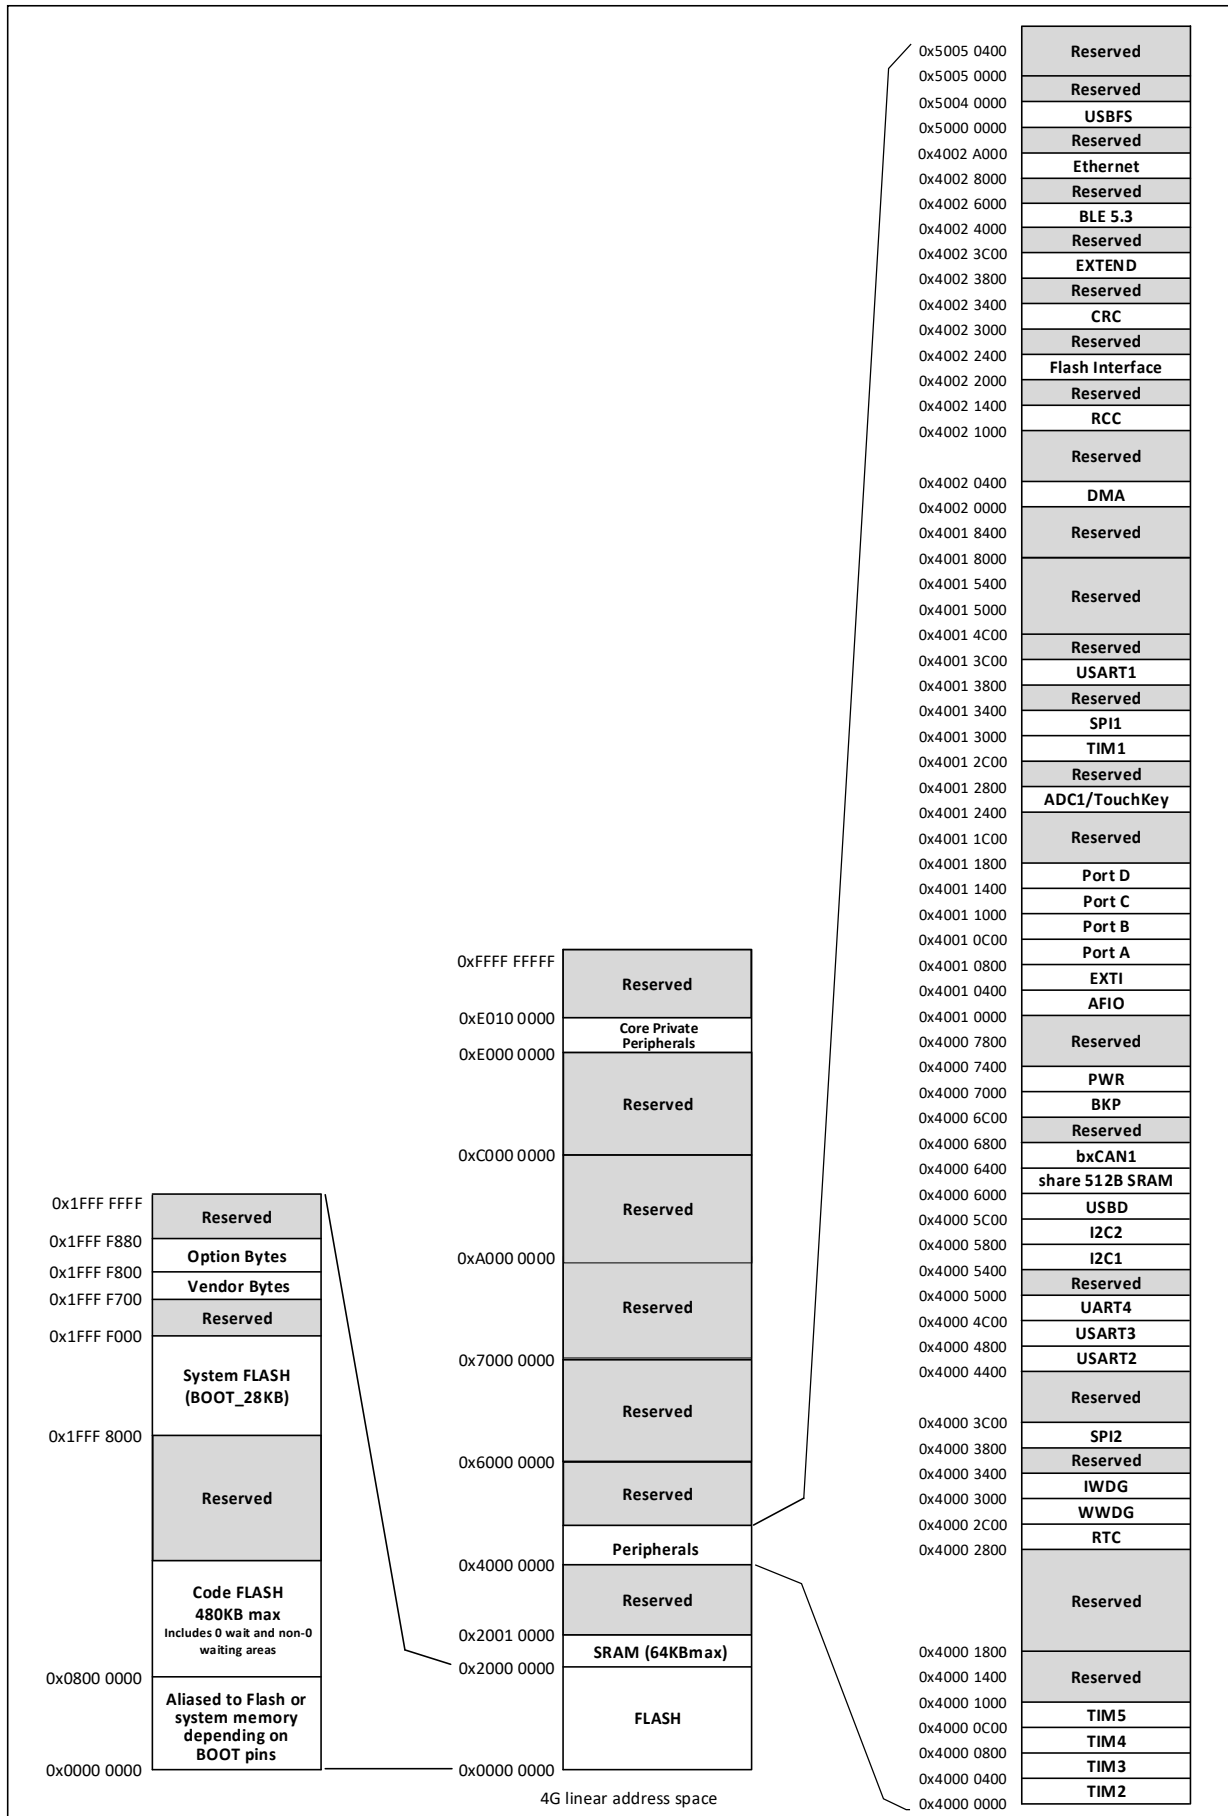 0x5005 0400
Reserved
0x5005 0000
Reserved
0x5004 0000
USBFS
0x5000 0000
Reserved
0x4002 A000
Ethernet
0x4002 8000
Reserved
0x4002 6000
BLE 5.3
0x4002 4000
Reserved
0x4002 3C00
EXTEND
0x4002 3800
Reserved
0x4002 3400
CRC
0x4002 3000
Reserved
0x4002 2400
Flash Interface
0x4002 2000
Reserved
0x4002 1400
RCC
0x4002 1000
Reserved
0x4002 0400
DMA
0x4002 0000
Reserved
0x4001 8400
0x4001 8000
0x4001 5400
Reserved
0x4001 5000
0x4001 4C00
Reserved
0x4001 3C00
USART1
0x4001 3800
Reserved
0x4001 3400
SPI1
0x4001 3000
TIM1
0x4001 2C00
Reserved
0x4001 2800
ADC1/TouchKey
0x4001 2400
Reserved
0x4001 1C00
0x4001 1800
Port D
0x4001 1400
Port C
0x4001 1000
Port B
0x4001 0C00
Port A
0x4001 0800
EXTI
0x4001 0400
AFIO
0x4001 0000
Reserved
0x4000 7800
0x4000 7400
PWR
0x4000 7000
BKP
0x4000 6C00
Reserved
0x4000 6800
bxCAN1
0x4000 6400
share 512B SRAM
0x4000 6000
USBD
0x4000 5C00
I2C2
0x4000 5800
I2C1
0x4000 5400
Reserved
0x4000 5000
UART4
0x4000 4C00
USART3
0x4000 4800
USART2
0x4000 4400
Reserved
0x4000 3C00
SPI2
0x4000 3800
Reserved
0x4000 3400
IWDG
0x4000 3000
WWDG
0x4000 2C00
RTC
0x4000 2800
Reserved
0x4000 1800
0x4000 1400
Reserved
0x4000 1000
TIM5
0x4000 0C00
TIM4
0x4000 0800
TIM3
0x4000 0400
TIM2
0x4000 0000
0xFFFF FFFFF
Reserved
0xE010 0000
Core Private
Peripherals
0xE000 0000
Reserved
0xC000 0000
Reserved
0xA000 0000
Reserved
0x7000 0000
Reserved
0x6000 0000
Reserved
Peripherals
0x4000 0000
Reserved
0x2001 0000
SRAM (64KBmax)
0x2000 0000
FLASH
0x0000 0000
4G linear address space
0x1FFF FFFF
Reserved
0x1FFF F880
Option Bytes
0x1FFF F800
Vendor Bytes
0x1FFF F700
Reserved
0x1FFF F000
System FLASH
(BOOT_28KB)
0x1FFF 8000
Reserved
Code FLASH
480KB max
Includes 0 wait and non-0
waiting areas
0x0800 0000
Aliased to Flash or
system memory
depending on
BOOT pins
0x0000 0000